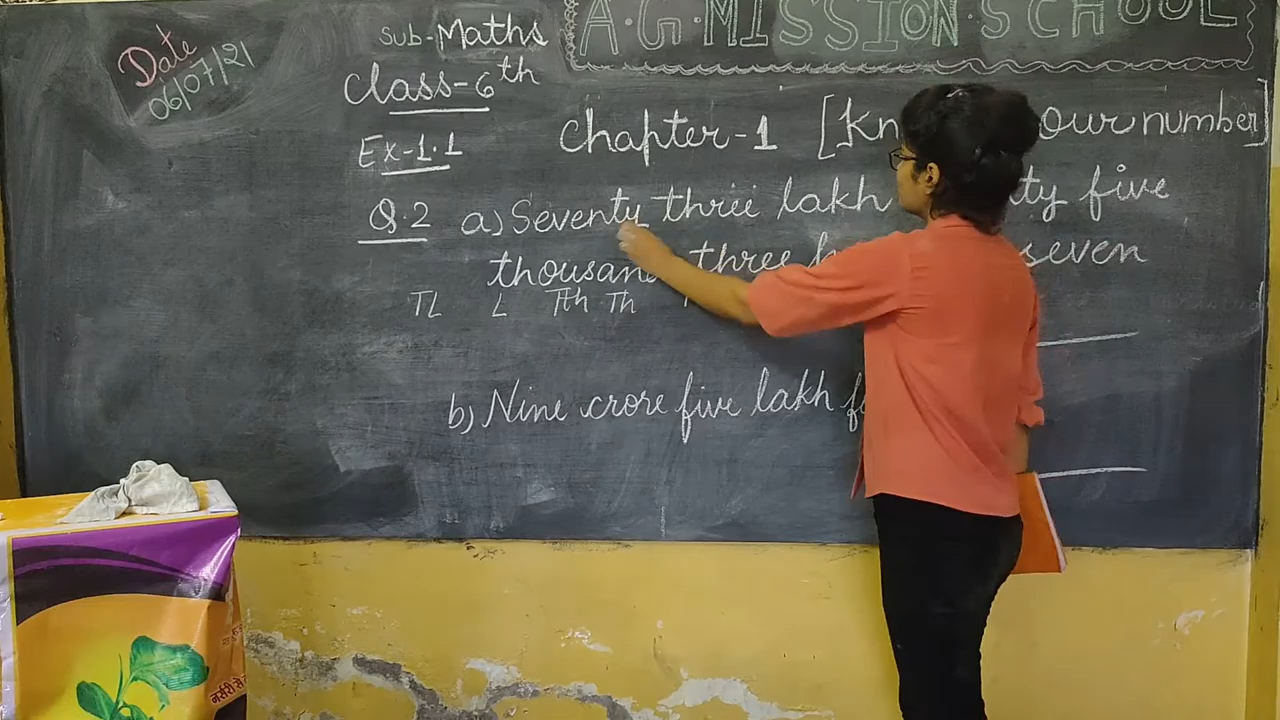 A.G.MISSION.SCHOOL
Date
06/07/21
Sub-Maths
Class-6th
Ex-1.1
Chapter-1 [Kn our number]
Q.2 a) Seventy three lakh ty five
thousand three h seven
TL L TTh Th
b) Nine crore five lakh f